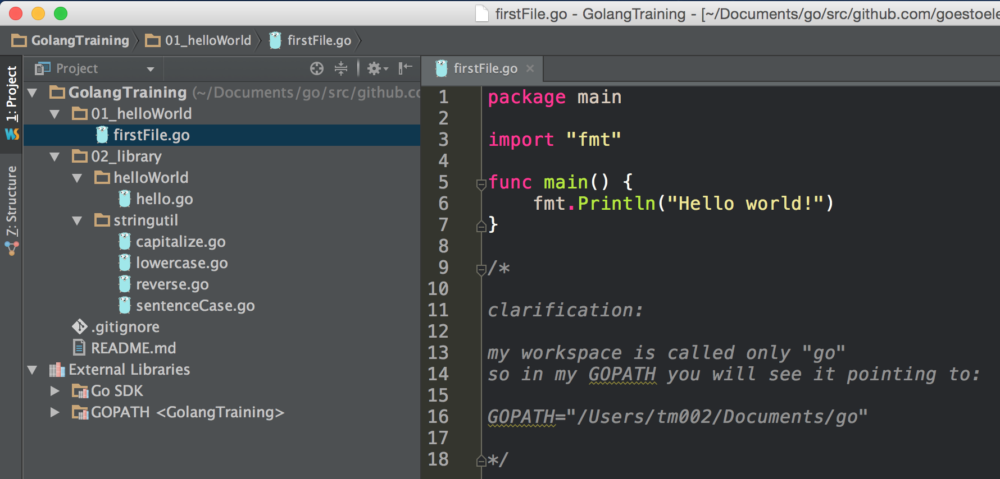 firstFile.go - GolangTraining - [~/Documents/go/src/github.com/goestoele
GolangTraining 01_helloWorld firstFile.go
1: Project
WS
7: Structure
Project
GolangTraining (~/Documents/go/src/github.cc
01_helloWorld
firstFile.go
02_library
helloWorld
hello.go
stringutil
capitalize.go
lowercase.go
reverse.go
sentenceCase.go
.gitignore
README.md
External Libraries
Go SDK
GOPATH <GolangTraining>
firstFile.go
1 package main
2
3 import "fmt"
4
5 func main() {
6 fmt.Println("Hello world!")
7 }
8
9 /*
10
11 clarification:
12
13 my workspace is called only "go"
14 so in my GOPATH you will see it pointing to:
15
16 GOPATH="/Users/tm002/Documents/go"
17
18 */